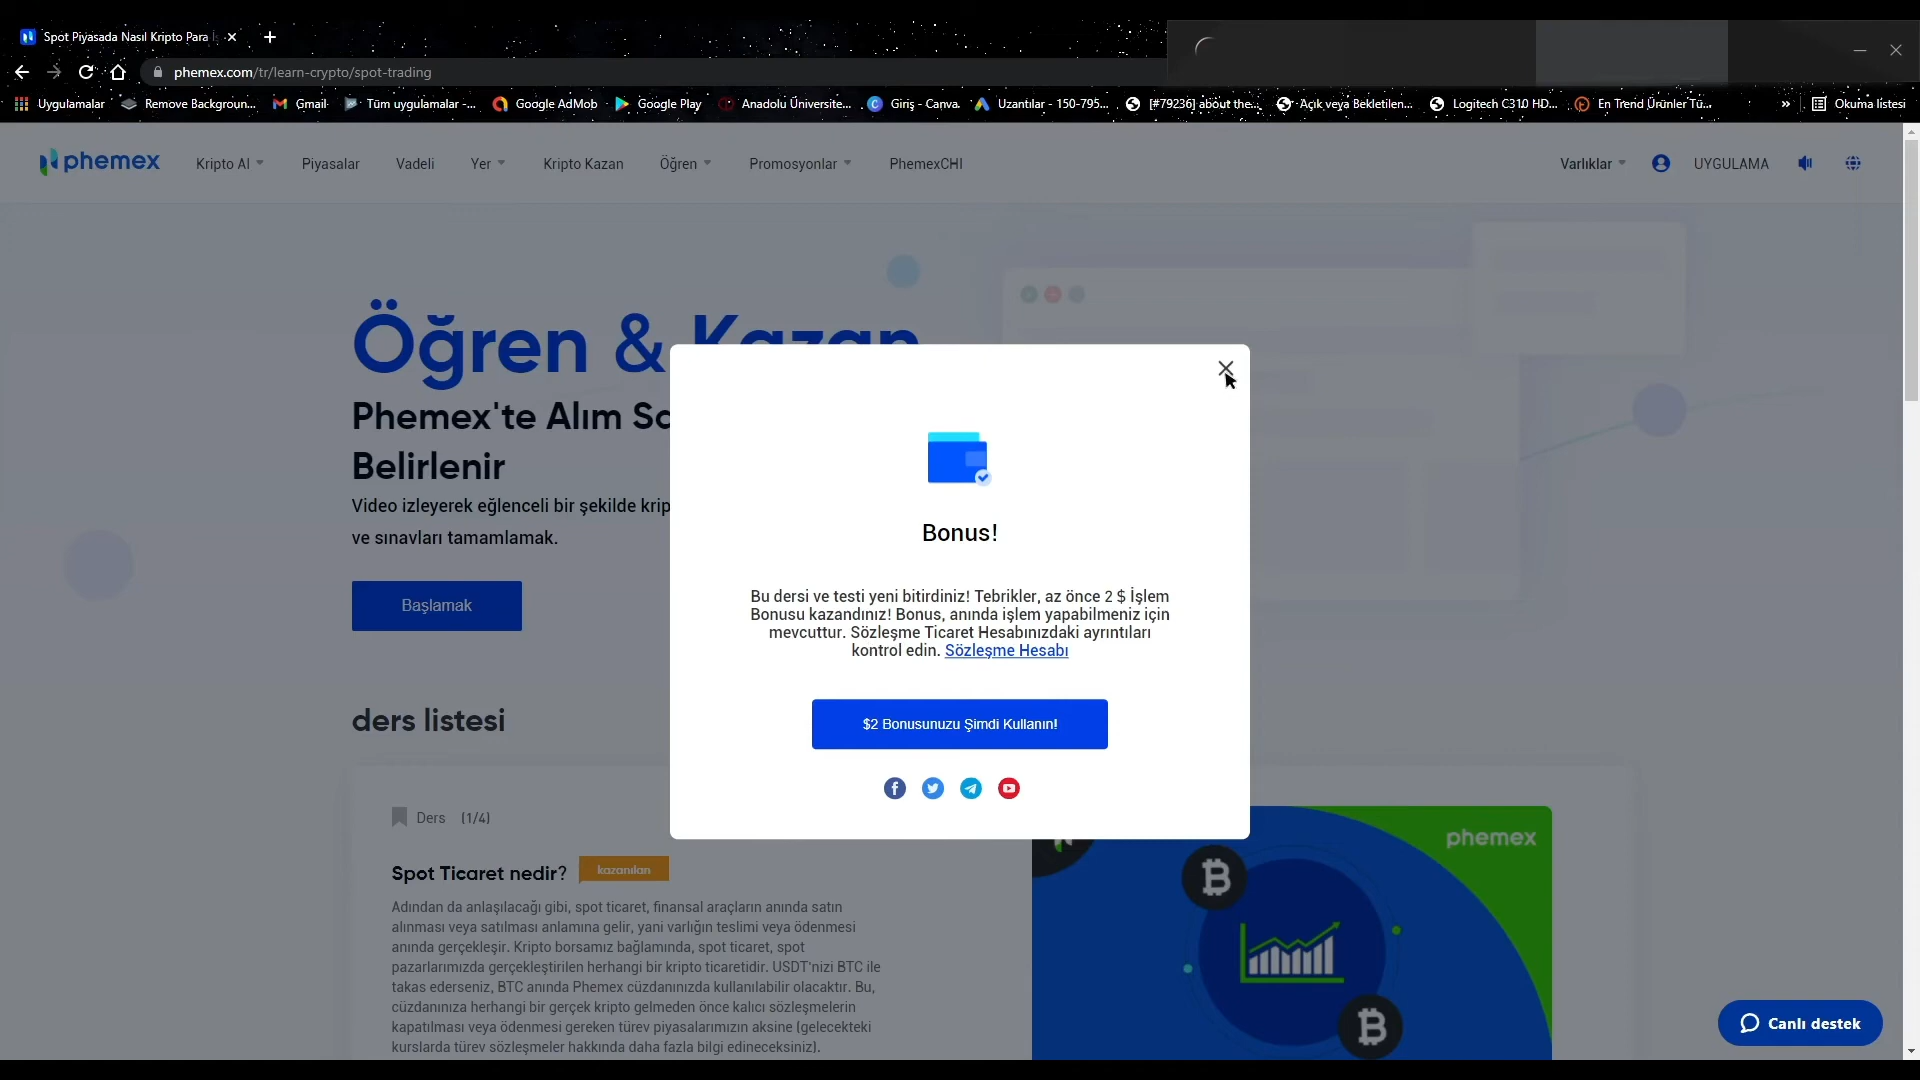 Spot Piyasada Nasıl Kripto Para
phemex.com/tr/learn-crypto/spot-trading
Uygulamalar Remove Backgroun... Gmail Tüm uygulamalar -... Google AdMob Google Play Anadolu Üniversite... Giriş - Canva Uzantılar - 150-795... [#79236] about the... Açık veya Bekletilen... Logitech C310 HD... En Trend Ürünler Tü... » Okuma listesi
phemex Kripto Al Piyasalar Vadeli Yer Kripto Kazan Öğren Promosyonlar PhemexCHI Varlıklar UYGULAMA
Öğren & Kazan
Phemex'te Alım Sa
Belirlenir
Video izleyerek eğlenceli bir şekilde krip
ve sınavları tamamlamak.
Başlamak
Bonus!
Bu dersi ve testi yeni bitirdiniz! Tebrikler, az önce 2 $ İşlem
Bonusu kazandınız! Bonus, anında işlem yapabilmeniz için
mevcuttur. Sözleşme Ticaret Hesabınızdaki ayrıntıları
kontrol edin. Sözleşme Hesabı
$2 Bonusunuzu Şimdi Kullanın!
ders listesi
Ders (1/4)
Spot Ticaret nedir? kazanılan
Adından da anlaşılacağı gibi, spot ticaret, finansal araçların anında satın
alınması veya satılması anlamına gelir, yani varlığın teslimi veya ödenmesi
anında gerçekleşir. Kripto borsamız bağlamında, spot ticaret, spot
pazarlarımızda gerçekleştirilen herhangi bir kripto ticaretidir. USDT'nizi BTC ile
takas ederseniz, BTC anında Phemex cüzdanınızda kullanılabilir olacaktır. Bu,
cüzdanınıza herhangi bir gerçek kripto gelmeden önce kalıcı sözleşmelerin
kapatılması veya ödenmesi gereken türev piyasalarımızın aksine (gelecekteki
kurslarda türev sözleşmeler hakkında daha fazla bilgi edineceksiniz).
phemex
Canlı destek